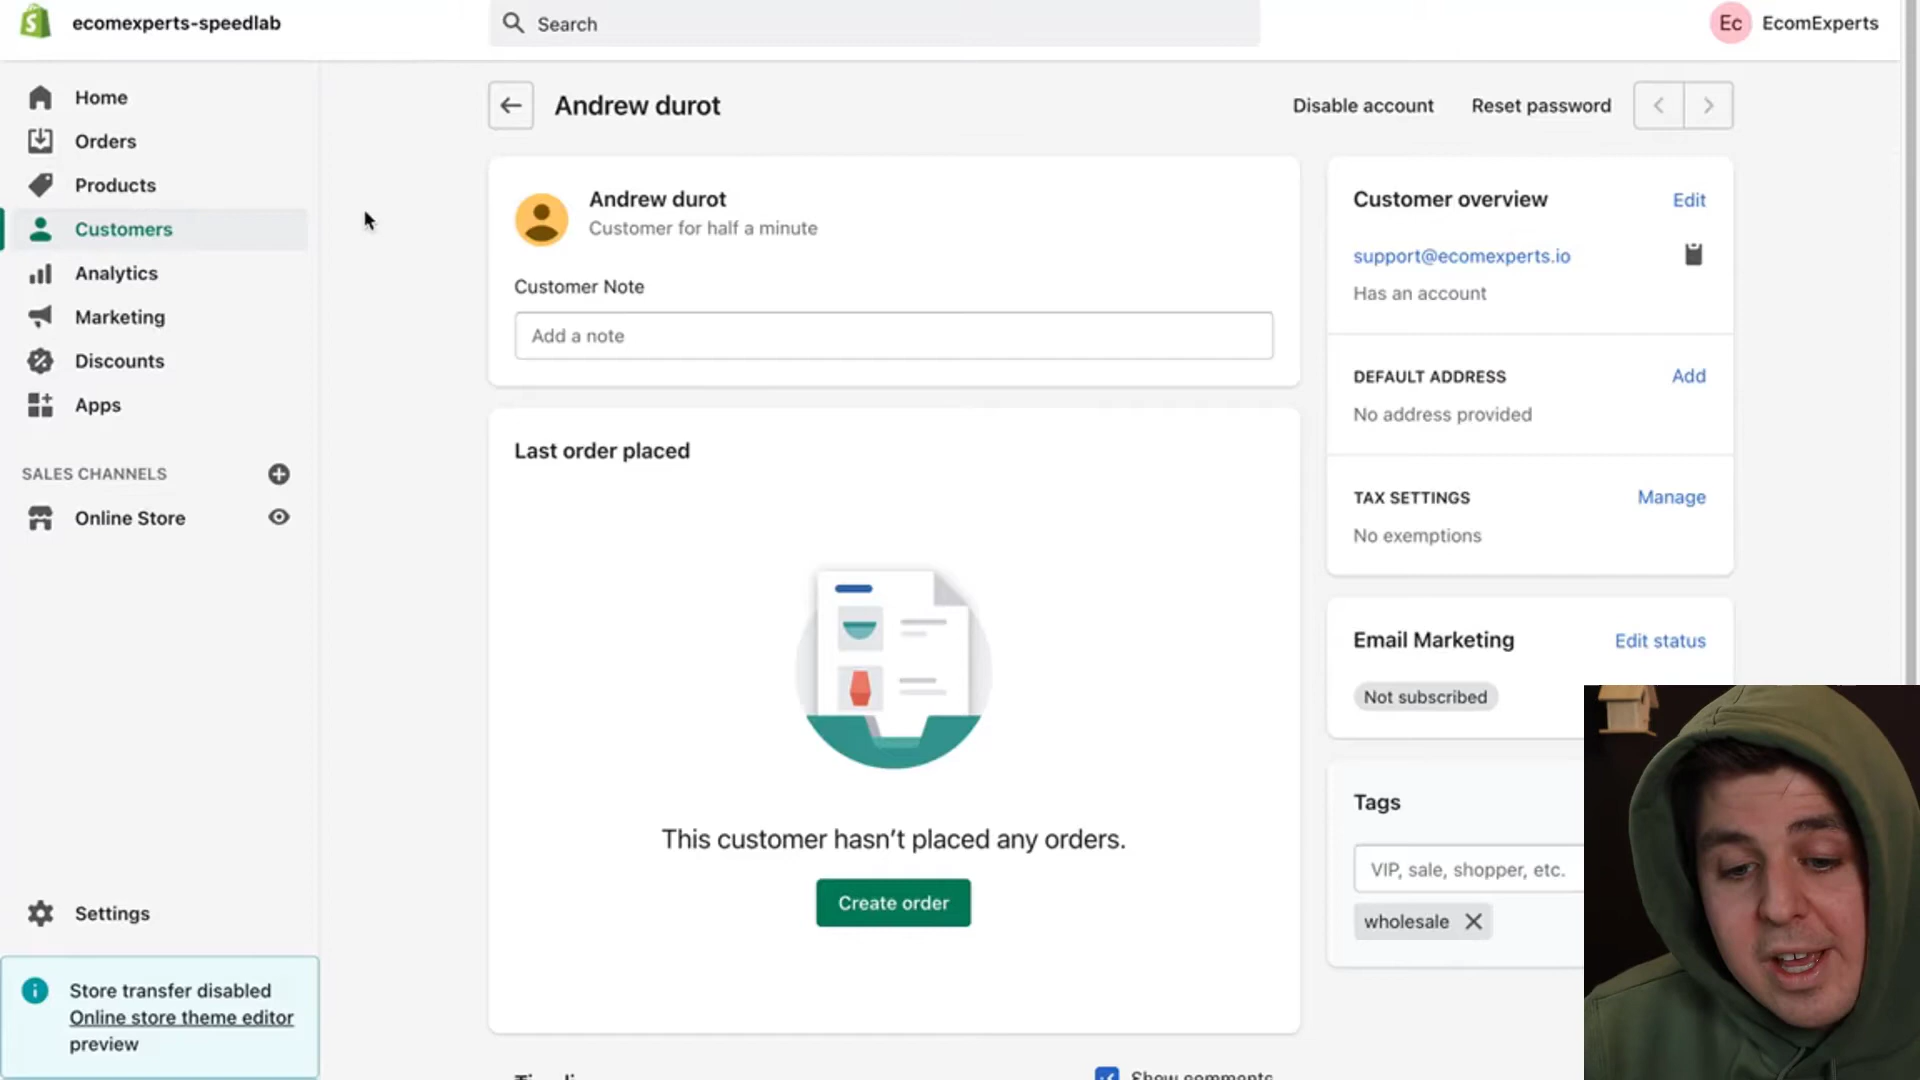 ecomexperts-speedlab
Search
Ec EcomExperts
Home
Orders
Products
Customers
Analytics
Marketing
Discounts
Apps
SALES CHANNELS
Online Store
Settings
Store transfer disabled
Online store theme editor
preview
Andrew durot
Disable account
Reset password
Andrew durot
Customer for half a minute
Customer Note
Add a note
Last order placed
This customer hasn't placed any orders.
Create order
Show comments
Customer overview
Edit
support@ecomexperts.io
Has an account
DEFAULT ADDRESS
Add
No address provided
TAX SETTINGS
Manage
No exemptions
Email Marketing
Edit status
Not subscribed
Tags
VIP, sale, shopper, etc.
wholesale